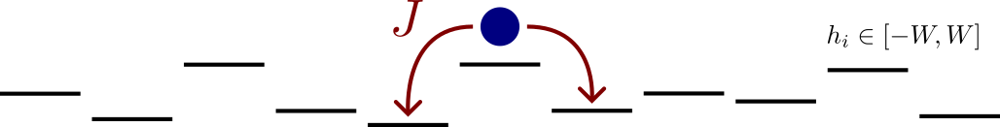 J
h_i ∈ [−W, W]